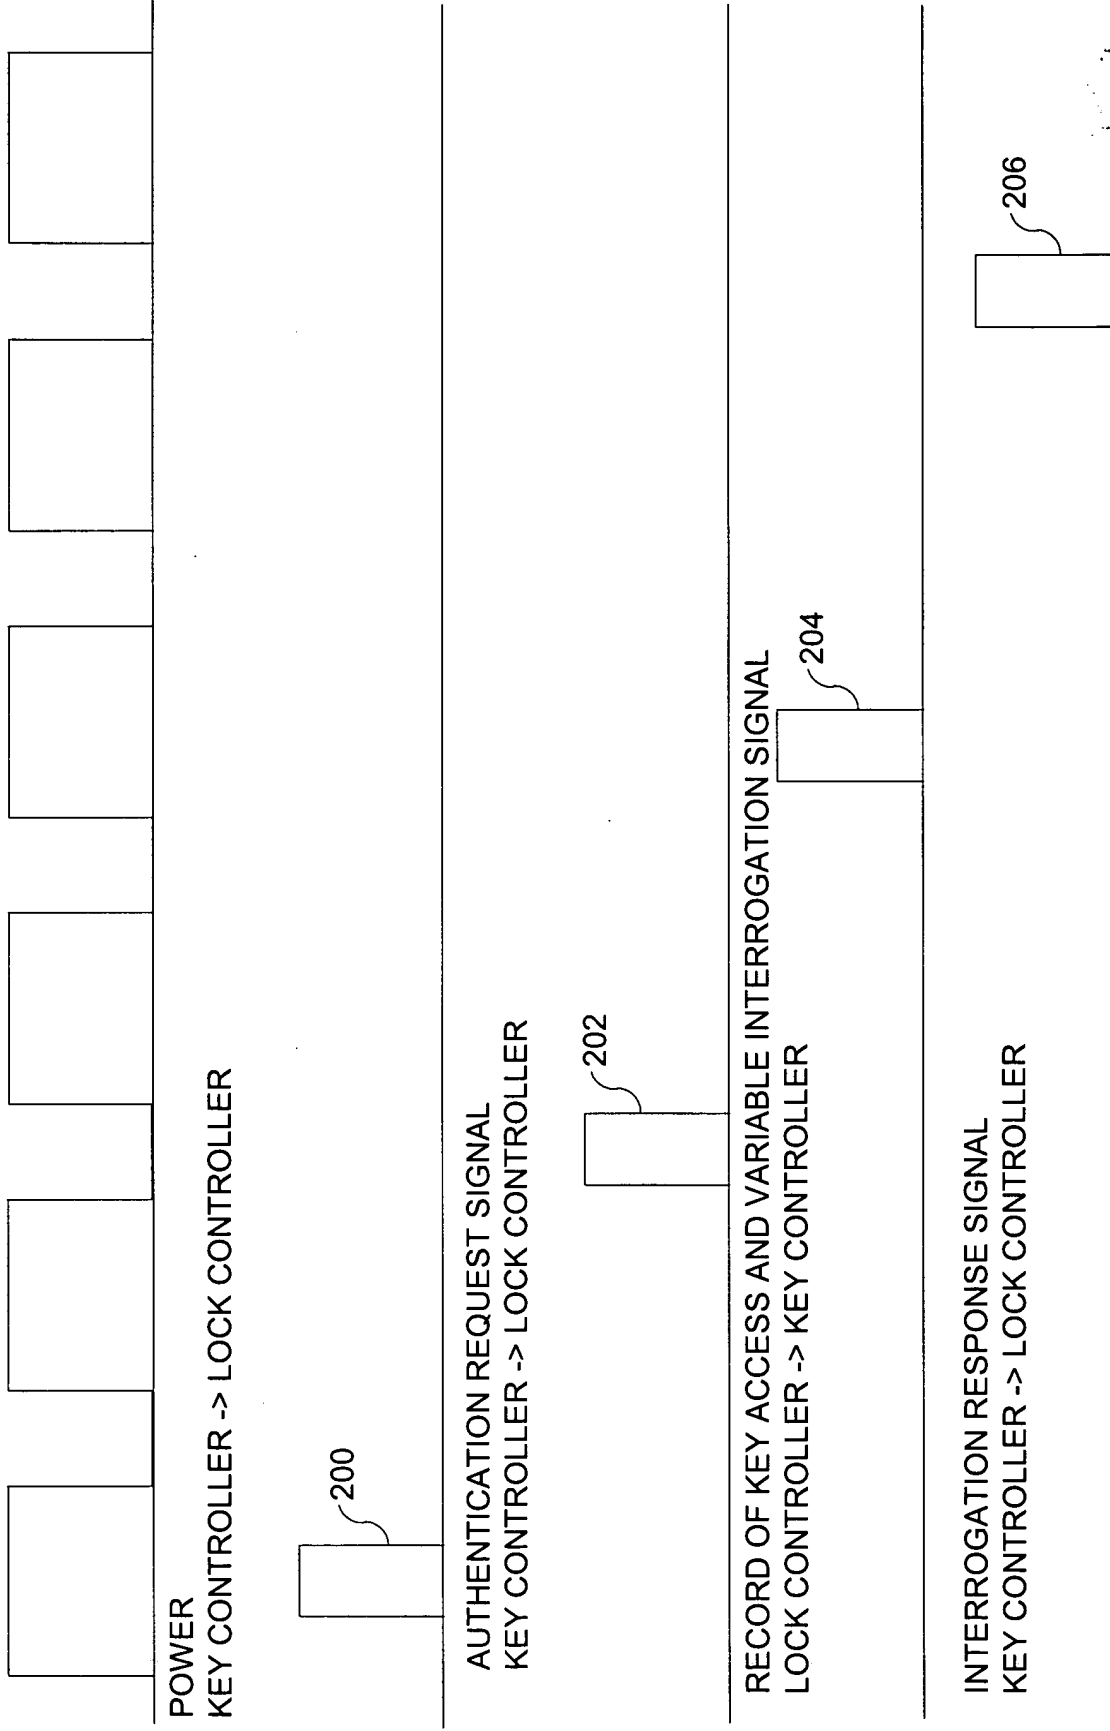 POWER
KEY CONTROLLER -> LOCK CONTROLLER
200
AUTHENTICATION REQUEST SIGNAL
KEY CONTROLLER -> LOCK CONTROLLER
202
RECORD OF KEY ACCESS AND VARIABLE INTERROGATION SIGNAL
LOCK CONTROLLER -> KEY CONTROLLER
204
INTERROGATION RESPONSE SIGNAL
KEY CONTROLLER -> LOCK CONTROLLER
206